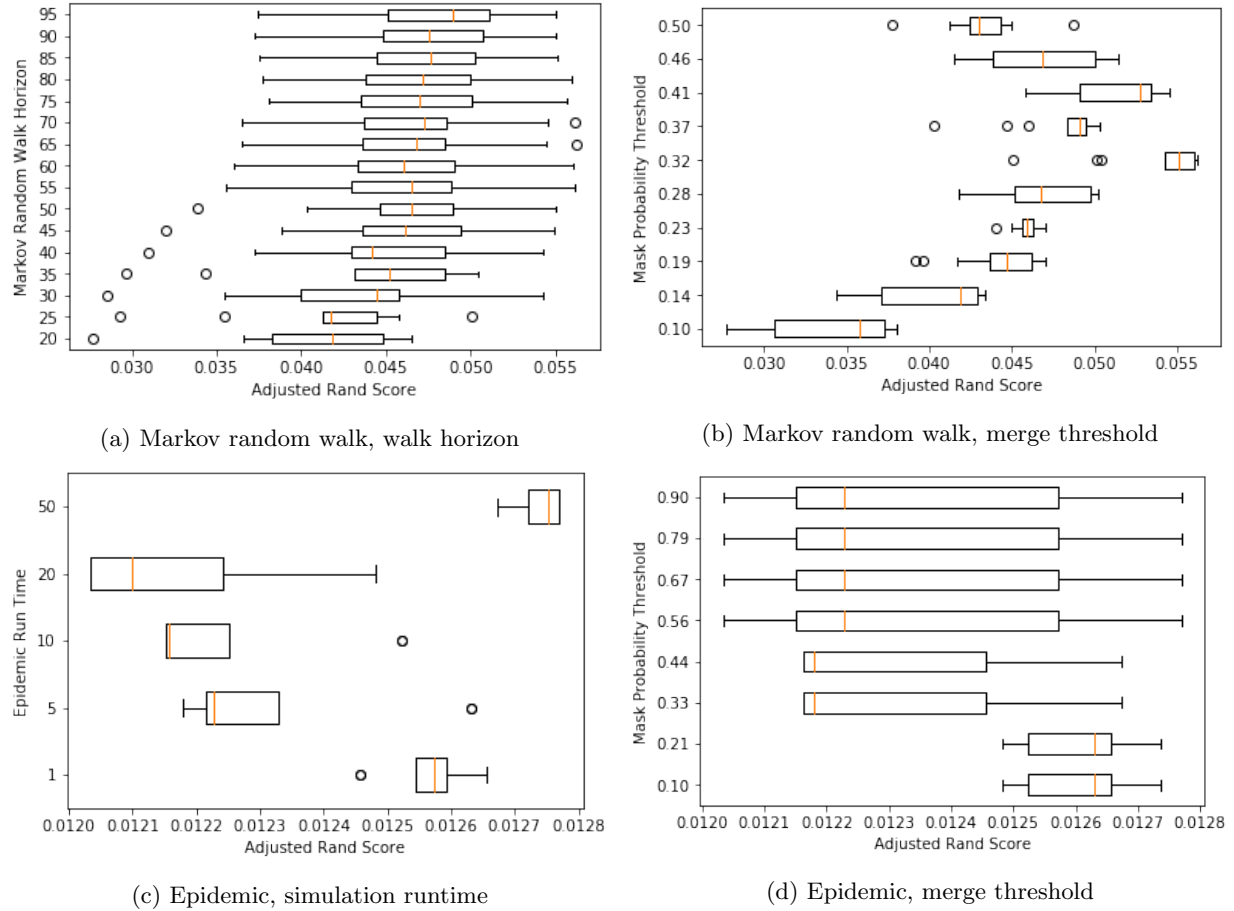 Markov Random Walk Horizon
95
90
85
80
75
70
65
60
55
50
45
40
35
30
25
20
0.030 0.035 0.040 0.045 0.050 0.055
Adjusted Rand Score
(a) Markov random walk, walk horizon
Mask Probability Threshold
0.50
0.46
0.41
0.37
0.32
0.28
0.23
0.19
0.14
0.10
0.030 0.035 0.040 0.045 0.050 0.055
Adjusted Rand Score
(b) Markov random walk, merge threshold
Epidemic Run Time
50
20
10
5
1
0.0120 0.0121 0.0122 0.0123 0.0124 0.0125 0.0126 0.0127 0.0128
Adjusted Rand Score
(c) Epidemic, simulation runtime
Mask Probability Threshold
0.90
0.79
0.67
0.56
0.44
0.33
0.21
0.10
0.0120 0.0121 0.0122 0.0123 0.0124 0.0125 0.0126 0.0127 0.0128
Adjusted Rand Score
(d) Epidemic, merge threshold